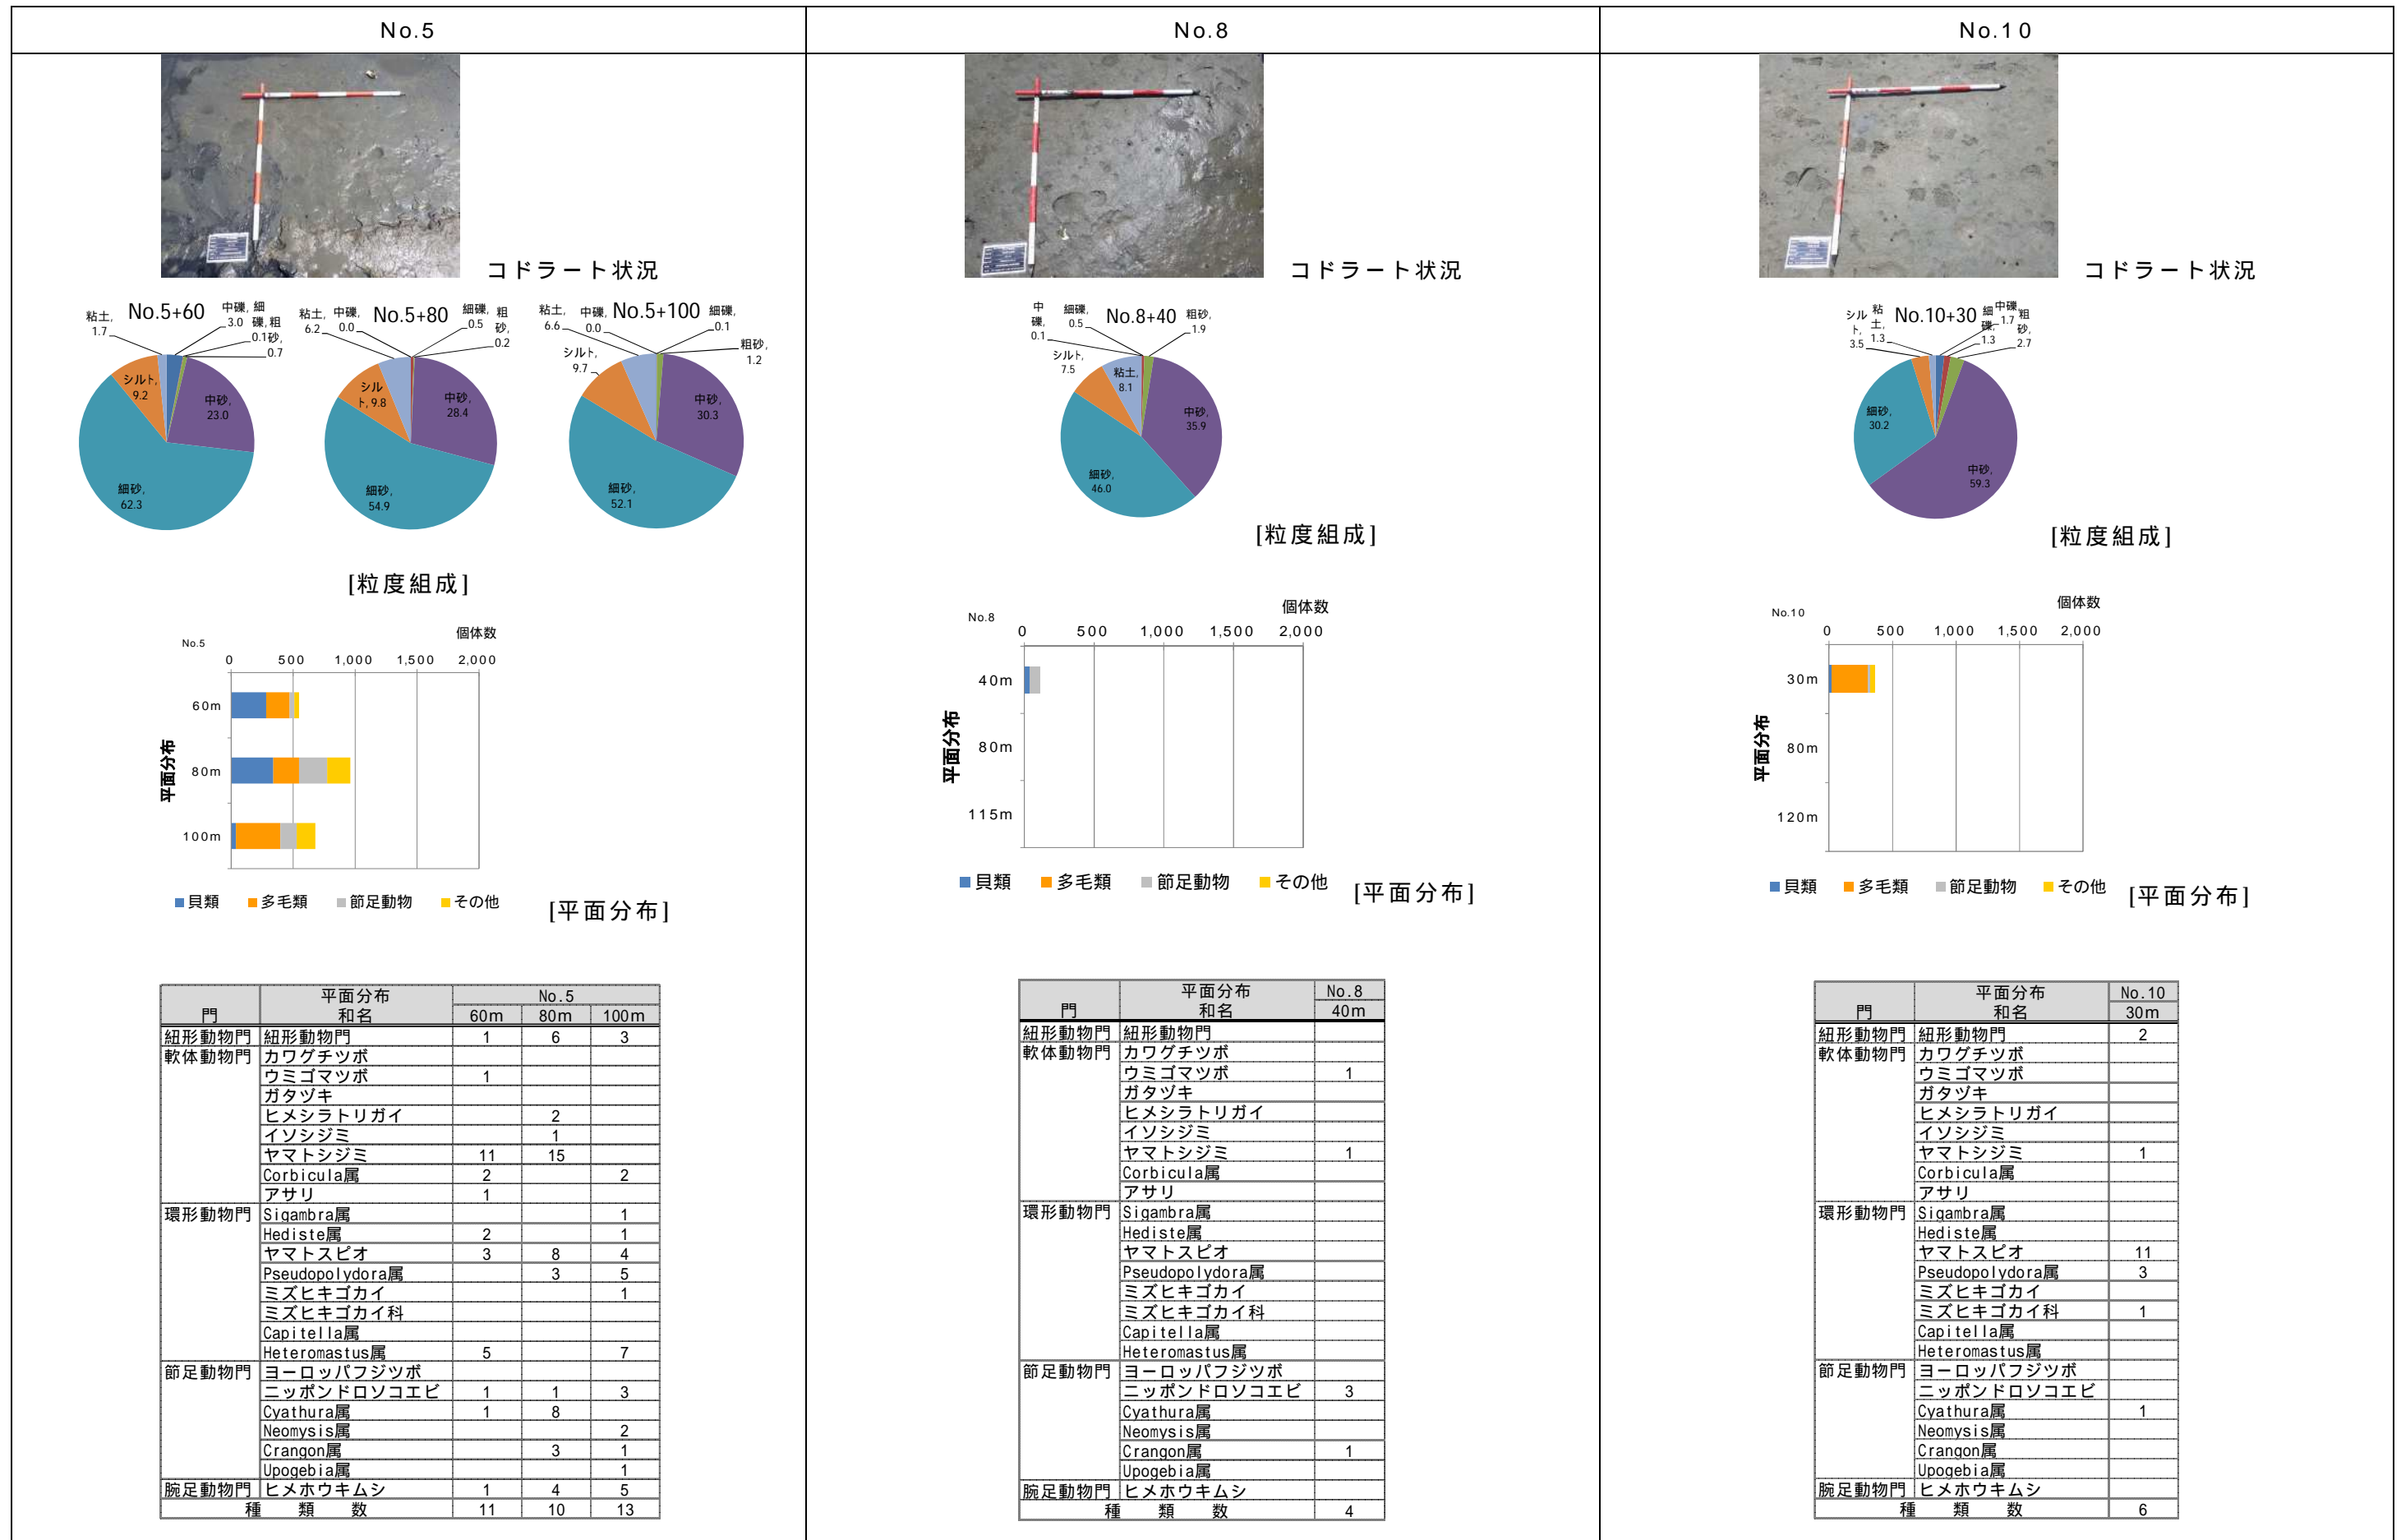 No.5
No.8
No.10
コドラート状況
コドラート状況
コドラート状況
No.5+60
粘土, 1.7
中礫, 3.0
細礫, 0.1
粗砂, 0.7
中砂, 23.0
細砂, 62.3
シルト, 9.2
No.5+80
粘土, 6.2
中礫, 0.0
細礫, 0.5
粗砂, 0.2
中砂, 28.4
細砂, 54.9
シルト, 9.8
No.5+100
粘土, 6.6
中礫, 0.0
細礫, 0.1
粗砂, 1.2
中砂, 30.3
細砂, 52.1
シルト, 9.7
[粒度組成]
No.8+40
中礫, 0.1
細礫, 0.5
粗砂, 1.9
中砂, 35.9
細砂, 46.0
シルト, 7.5
粘土, 8.1
[粒度組成]
No.10+30
シルト, 3.5
粘土, 1.3
細礫, 1.3
中礫, 1.7
粗砂, 2.7
中砂, 59.3
細砂, 30.2
[粒度組成]
No.5
個体数
0 500 1,000 1,500 2,000
平面分布
60m
80m
100m
貝類 多毛類 節足動物 その他
[平面分布]
No.8
個体数
0 500 1,000 1,500 2,000
平面分布
40m
80m
115m
貝類 多毛類 節足動物 その他
[平面分布]
No.10
個体数
0 500 1,000 1,500 2,000
平面分布
30m
80m
120m
貝類 多毛類 節足動物 その他
[平面分布]
平面分布 No.5
門 和名 60m 80m 100m
紐形動物門 紐形動物門 1 6 3
軟体動物門 カワグチツボ
ウミゴマツボ 1
ガタヅキ
ヒメシラトリガイ 2
イソシジミ 1
ヤマトシジミ 11 15
Corbicula属 2 2
アサリ 1
環形動物門 Sigambra属 1
Hediste属 2 1
ヤマトスピオ 3 8 4
Pseudopolydora属 3 5
ミズヒキゴカイ 1
ミズヒキゴカイ科
Capitella属
Heteromastus属 5 7
節足動物門 ヨーロッパフジツボ
ニッポンドロソコエビ 1 1 3
Cyathura属 1 8
Neomysis属 2
Crangon属 3 1
Upogebia属 1
腕足動物門 ヒメホウキムシ 1 4 5
種類数 11 10 13
平面分布 No.8
門 和名 40m
紐形動物門 紐形動物門
軟体動物門 カワグチツボ
ウミゴマツボ 1
ガタヅキ
ヒメシラトリガイ
イソシジミ
ヤマトシジミ 1
Corbicula属
アサリ
環形動物門 Sigambra属
Hediste属
ヤマトスピオ
Pseudopolydora属
ミズヒキゴカイ
ミズヒキゴカイ科
Capitella属
Heteromastus属
節足動物門 ヨーロッパフジツボ
ニッポンドロソコエビ 3
Cyathura属
Neomysis属
Crangon属 1
Upogebia属
腕足動物門 ヒメホウキムシ
種類数 4
平面分布 No.10
門 和名 30m
紐形動物門 紐形動物門 2
軟体動物門 カワグチツボ
ウミゴマツボ
ガタヅキ
ヒメシラトリガイ
イソシジミ
ヤマトシジミ 1
Corbicula属
アサリ
環形動物門 Sigambra属
Hediste属
ヤマトスピオ 11
Pseudopolydora属 3
ミズヒキゴカイ
ミズヒキゴカイ科 1
Capitella属
Heteromastus属
節足動物門 ヨーロッパフジツボ
ニッポンドロソコエビ
Cyathura属 1
Neomysis属
Crangon属
Upogebia属
腕足動物門 ヒメホウキムシ
種類数 6